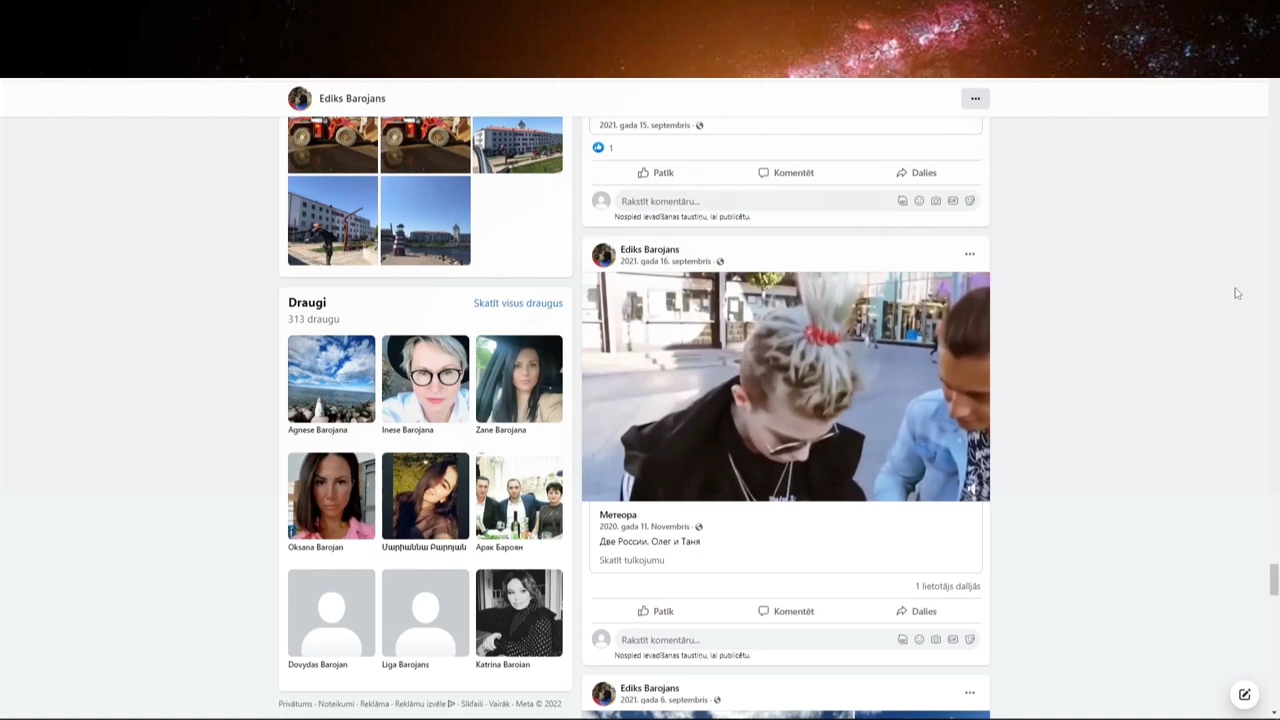 Ediks Barojans
Draugi
Skatīt visus draugus
313 draugu
Agnese Barojana
Inese Barojana
Zane Barojana
Oksana Barojan
Մարիաննա Բարոյան
Арак Бароян
Dovydas Barojan
Liga Barojans
Katrina Baroian
Privātums · Noteikumi · Reklāma · Reklāmu izvēle · Sīkfaili · Vairāk · Meta © 2022
2021. gada 15. septembris ·
1
Patīk Komentēt Dalies
Rakstīt komentāru...
Nospied Ievadīšanas taustiņu, lai publicētu.
Ediks Barojans
2021. gada 16. septembris ·
Метеора
2020. gada 11. Novembris ·
Две России. Олег и Таня
Skatīt tulkojumu
1 lietotājs dalījās
Patīk Komentēt Dalies
Rakstīt komentāru...
Nospied Ievadīšanas taustiņu, lai publicētu.
Ediks Barojans
2021. gada 6. septembris ·